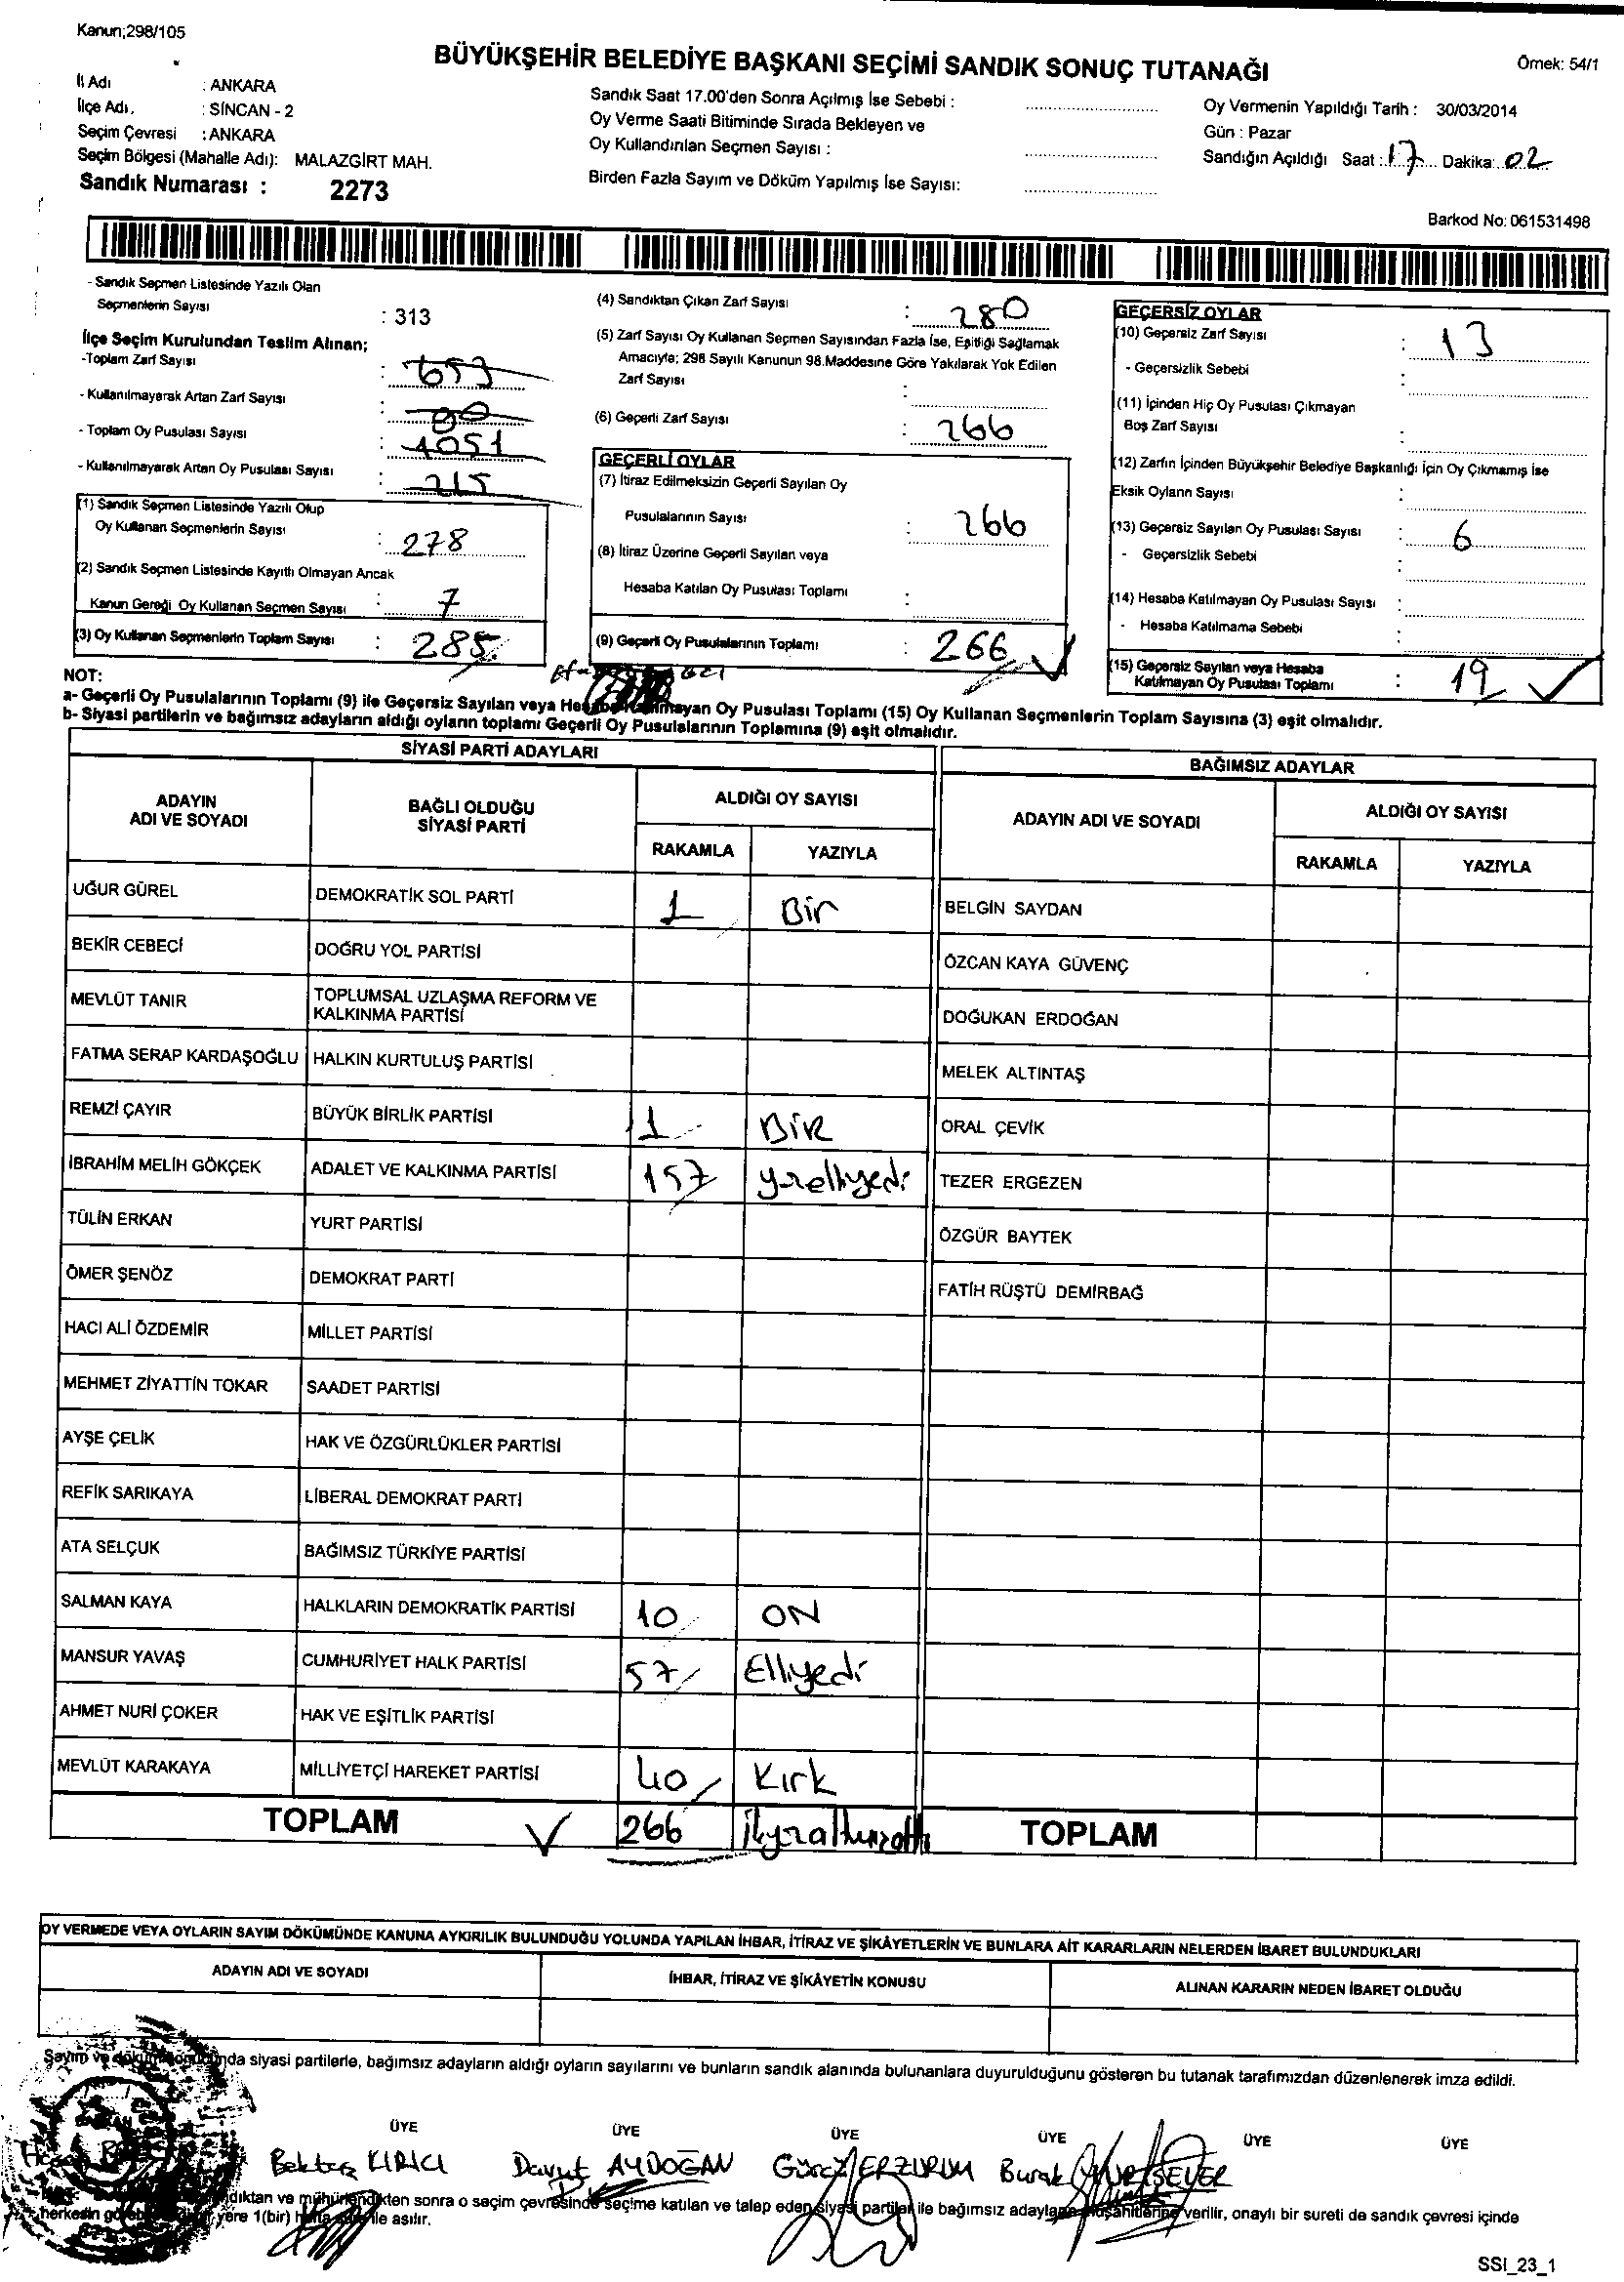 Kanun;298/105
BÜYÜKŞEHİR BELEDİYE BAŞKANI SEÇİMİ SANDIK SONUÇ TUTANAĞI
Örnek: 54/1
İl Adı : ANKARA
İlçe Adı. : SİNCAN - 2
Seçim Çevresi : ANKARA
Seçim Bölgesi (Mahalle Adı): MALAZGİRT MAH.
Sandık Numarası : 2273
Sandık Saat 17.00'den Sonra Açılmış İse Sebebi :
Oy Verme Saati Bitiminde Sırada Bekleyen ve
Oy Kullandırılan Seçmen Sayısı :
Birden Fazla Sayım ve Döküm Yapılmış İse Sayısı:
Oy Vermenin Yapıldığı Tarih : 30/03/2014
Gün : Pazar
Sandığın Açıldığı Saat : 17 Dakika: 02
Barkod No: 061531498
- Sandık Seçmen Listesinde Yazılı Olan
Seçmenlerin Sayısı : 313
İlçe Seçim Kurulundan Teslim Alınan;
-Toplam Zarf Sayısı : 653
- Kullanılmayarak Artan Zarf Sayısı :
- Toplam Oy Pusulası Sayısı : 1051
- Kullanılmayarak Artan Oy Pusulası Sayısı : 215
(1) Sandık Seçmen Listesinde Yazılı Olup
Oy Kullanan Seçmenlerin Sayısı : 278
(2) Sandık Seçmen Listesinde Kayıtlı Olmayan Ancak
Kanun Gereği Oy Kullanan Seçmen Sayısı : 7
(3) Oy Kullanan Seçmenlerin Toplam Sayısı : 285
(4) Sandıktan Çıkan Zarf Sayısı : 280
(5) Zarf Sayısı Oy Kullanan Seçmen Sayısından Fazla İse, Eşitliği Sağlamak
Amacıyle; 298 Sayılı Kanunun 98.Maddesine Göre Yakılarak Yok Edilen
Zarf Sayısı :
(6) Geçerli Zarf Sayısı : 266
GEÇERLİ OYLAR
(7) İtiraz Edilmeksizin Geçerli Sayılan Oy
Pusulalarının Sayısı : 266
(8) İtiraz Üzerine Geçerli Sayılan veya
Hesaba Katılan Oy Pusulası Toplamı :
(9) Geçerli Oy Pusulalarının Toplamı : 266
GEÇERSİZ OYLAR
(10) Geçersiz Zarf Sayısı : 13
- Geçersizlik Sebebi :
(11) İçinden Hiç Oy Pusulası Çıkmayan
Boş Zarf Sayısı :
(12) Zarfın İçinden Büyükşehir Belediye Başkanlığı İçin Oy Çıkmamış İse
Eksik Oyların Sayısı :
(13) Geçersiz Sayılan Oy Pusulası Sayısı : 6
- Geçersizlik Sebebi :
(14) Hesaba Katılmayan Oy Pusulası Sayısı :
- Hesaba Katılmama Sebebi :
(15) Geçersiz Sayılan veya Hesaba
Katılmayan Oy Pusulası Toplamı : 19
NOT:
a- Geçerli Oy Pusulalarının Toplamı (9) ile Geçersiz Sayılan veya Hesaba Katılmayan Oy Pusulası Toplamı (15) Oy Kullanan Seçmenlerin Toplam Sayısına (3) eşit olmalıdır.
b- Siyasi partilerin ve bağımsız adayların aldığı oyların toplamı Geçerli Oy Pusulalarının Toplamına (9) eşit olmalıdır.
SİYASİ PARTİ ADAYLARI
BAĞIMSIZ ADAYLAR
ADAYIN ADI VE SOYADI
BAĞLI OLDUĞU SİYASİ PARTİ
ALDIĞI OY SAYISI
RAKAMLA YAZIYLA
ADAYIN ADI VE SOYADI
ALDIĞI OY SAYISI
RAKAMLA YAZIYLA
UĞUR GÜREL DEMOKRATİK SOL PARTİ 1 Bir BELGİN SAYDAN
BEKİR CEBECİ DOĞRU YOL PARTİSİ ÖZCAN KAYA GÜVENÇ
MEVLÜT TANIR TOPLUMSAL UZLAŞMA REFORM VE KALKINMA PARTİSİ DOĞUKAN ERDOĞAN
FATMA SERAP KARDAŞOĞLU HALKIN KURTULUŞ PARTİSİ MELEK ALTINTAŞ
REMZİ ÇAYIR BÜYÜK BİRLİK PARTİSİ 1 BİR ORAL ÇEVİK
İBRAHİM MELİH GÖKÇEK ADALET VE KALKINMA PARTİSİ 157 yüzelliyedi TEZER ERGEZEN
TÜLİN ERKAN YURT PARTİSİ ÖZGÜR BAYTEK
ÖMER ŞENÖZ DEMOKRAT PARTİ FATİH RÜŞTÜ DEMİRBAĞ
HACI ALİ ÖZDEMİR MİLLET PARTİSİ
MEHMET ZİYATTİN TOKAR SAADET PARTİSİ
AYŞE ÇELİK HAK VE ÖZGÜRLÜKLER PARTİSİ
REFİK SARIKAYA LİBERAL DEMOKRAT PARTİ
ATA SELÇUK BAĞIMSIZ TÜRKİYE PARTİSİ
SALMAN KAYA HALKLARIN DEMOKRATİK PARTİSİ 10 ON
MANSUR YAVAŞ CUMHURİYET HALK PARTİSİ 57 Elliyedi
AHMET NURİ ÇOKER HAK VE EŞİTLİK PARTİSİ
MEVLÜT KARAKAYA MİLLİYETÇİ HAREKET PARTİSİ 40 Kırk
TOPLAM 266 ikiyüzaltmışaltı TOPLAM
OY VERMEDE VEYA OYLARIN SAYIM DÖKÜMÜNDE KANUNA AYKIRILIK BULUNDUĞU YOLUNDA YAPILAN İHBAR, İTİRAZ VE ŞİKÂYETLERİN VE BUNLARA AİT KARARLARIN NELERDEN İBARET BULUNDUKLARI
ADAYIN ADI VE SOYADI İHBAR, İTİRAZ VE ŞİKÂYETİN KONUSU ALINAN KARARIN NEDEN İBARET OLDUĞU
Sayım ve döküm sonucunda siyasi partilerle, bağımsız adayların aldığı oyların sayılarını ve bunların sandık alanında bulunanlara duyurulduğunu gösteren bu tutanak tarafımızdan düzenlenerek imza edildi.
ÜYE ÜYE ÜYE ÜYE ÜYE ÜYE
Bektaş KIRICI Davut AYDOĞAN Güray ERZURUM Burak
mühürlendikten sonra o seçim çevresinde seçime katılan ve talep eden siyasi partiler ile bağımsız adayların müşahitlerine verilir, onaylı bir sureti de sandık çevresi içinde
herkesin yere 1(bir) hafta ile asılır.
SSI_23_1